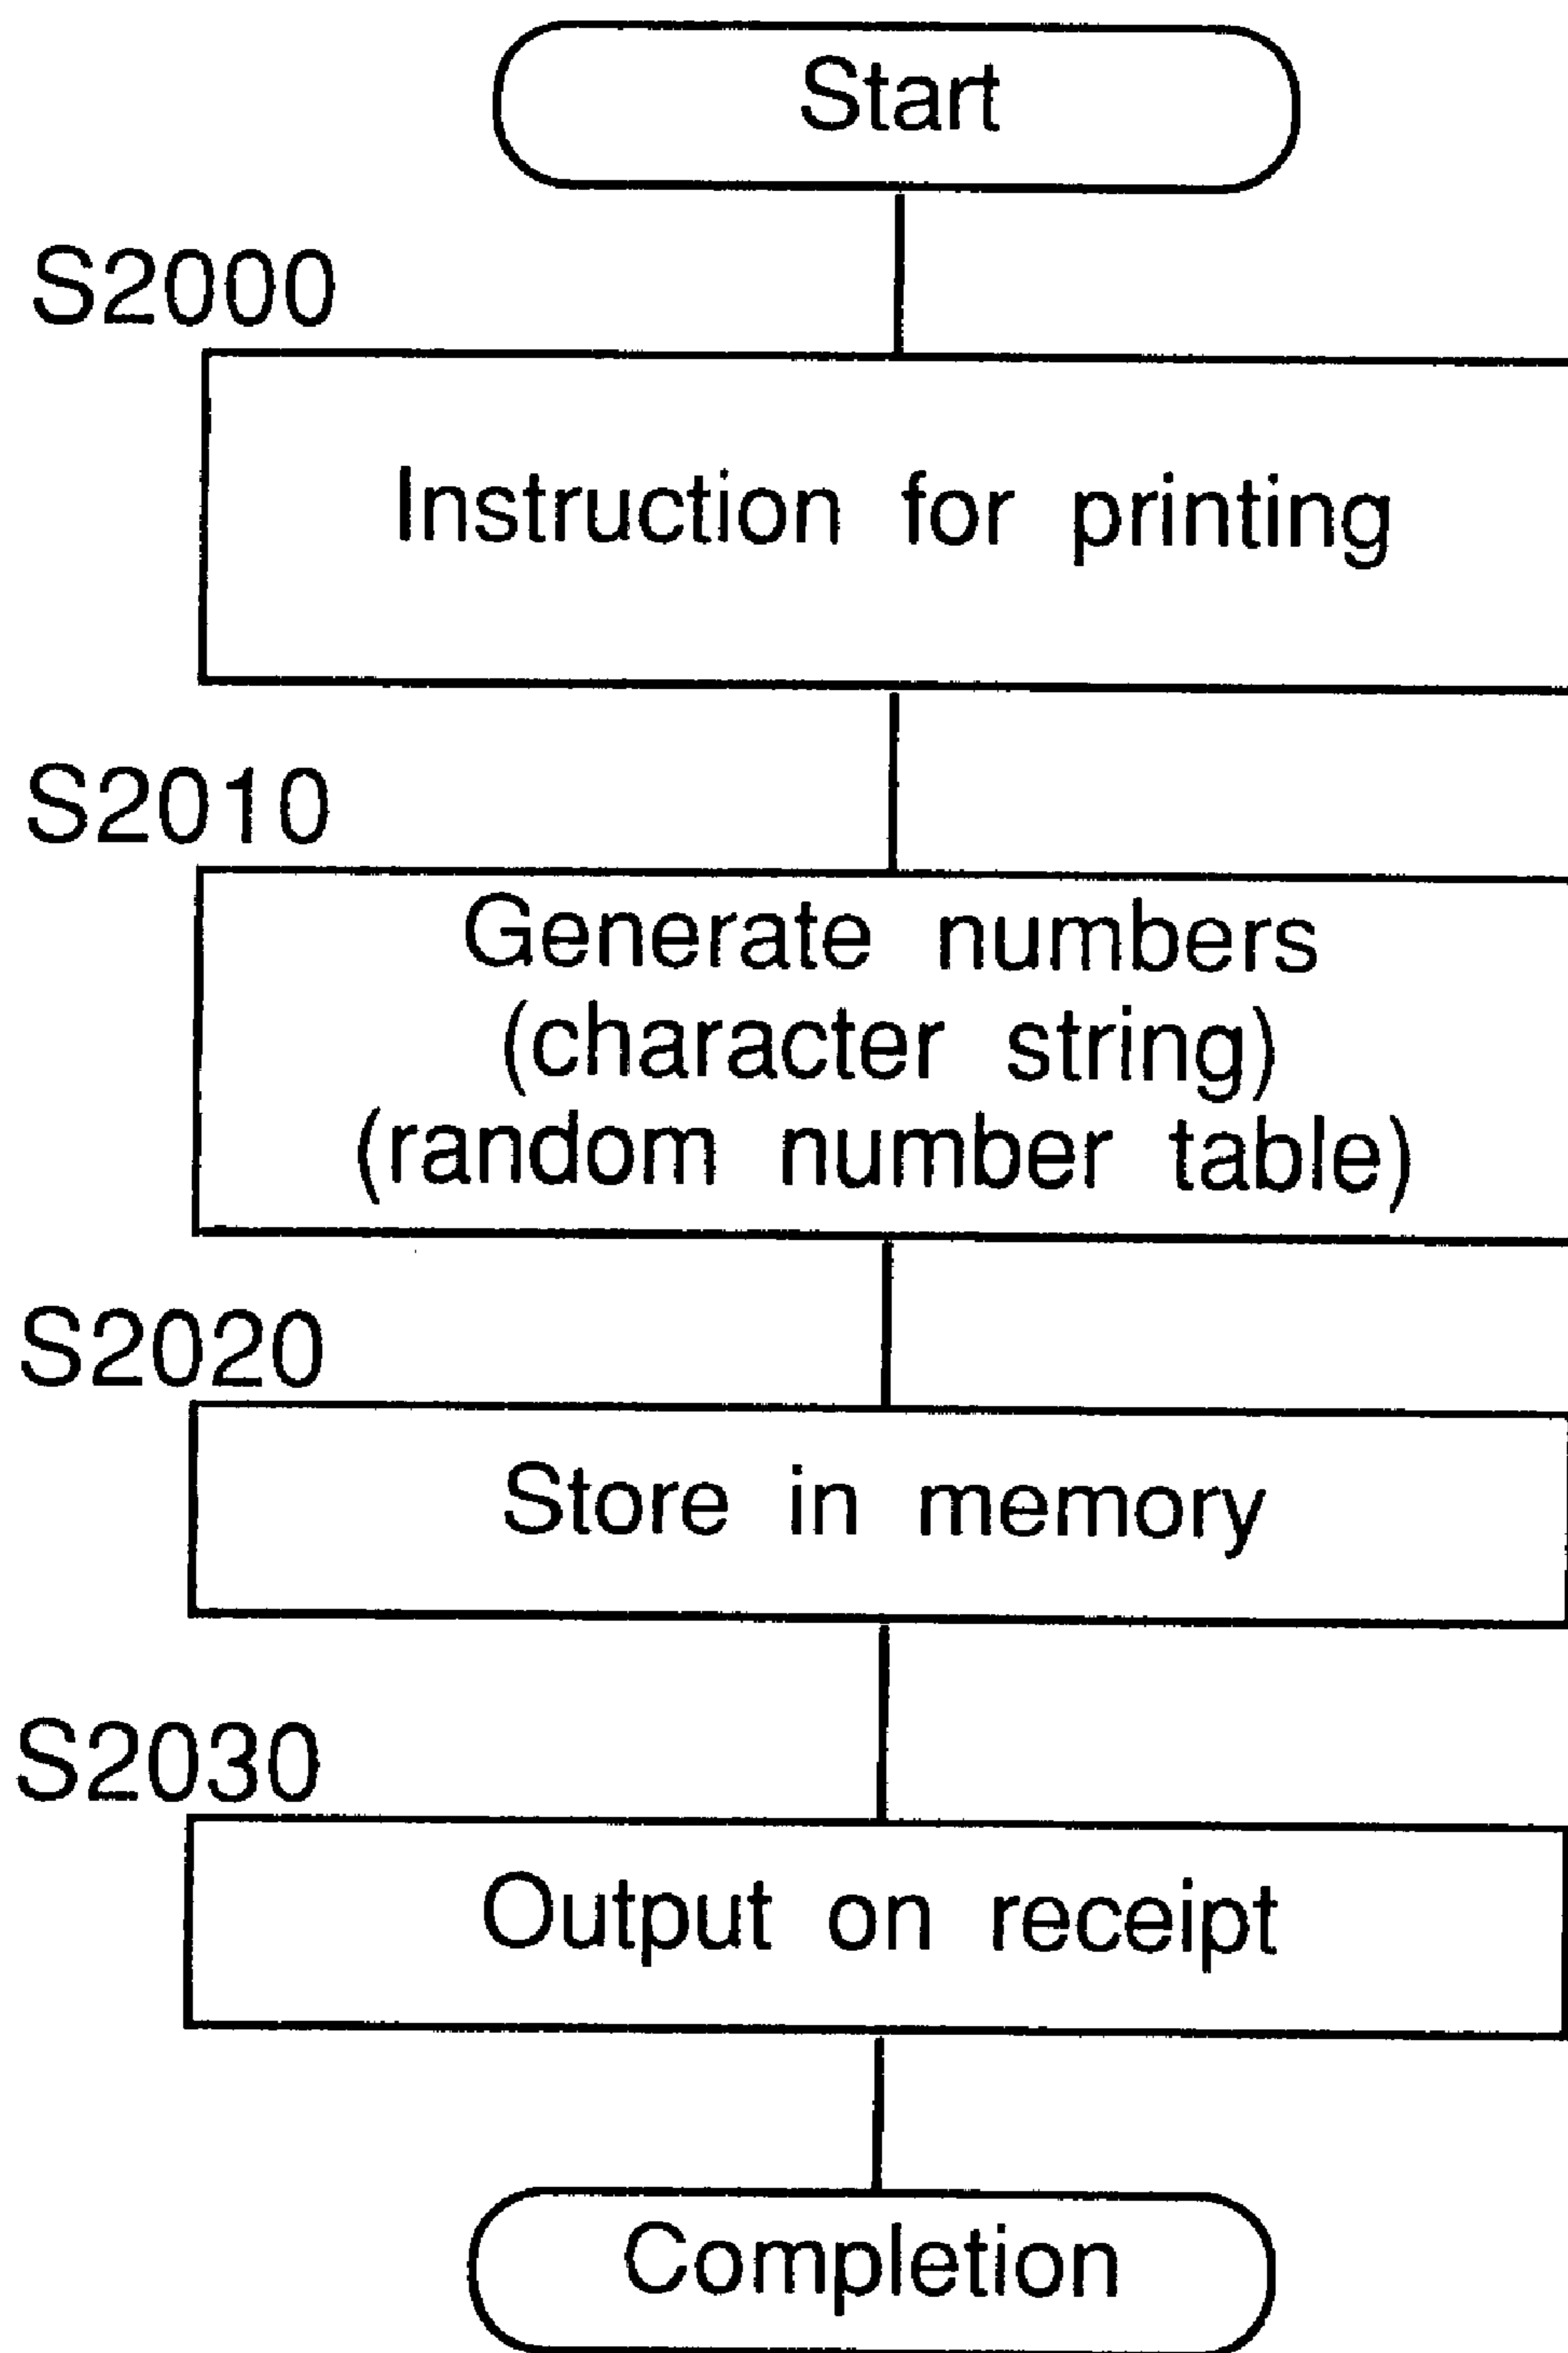 Start
S2000
Instruction for printing
S2010
Generate numbers
(character string)
(random number table)
S2020
Store in memory
S2030
Output on receipt
Completion